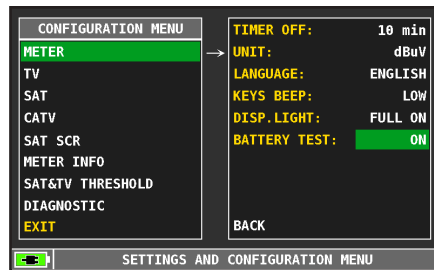 CONFIGURATION MENU
METER
TV
SAT
CATV
SAT SCR
METER INFO
SAT&TV THRESHOLD
DIAGNOSTIC
EXIT
TIMER OFF: 10 min
UNIT: dBuV
LANGUAGE: ENGLISH
KEYS BEEP: LOW
DISP.LIGHT: FULL ON
BATTERY TEST: ON
BACK
SETTINGS AND CONFIGURATION MENU